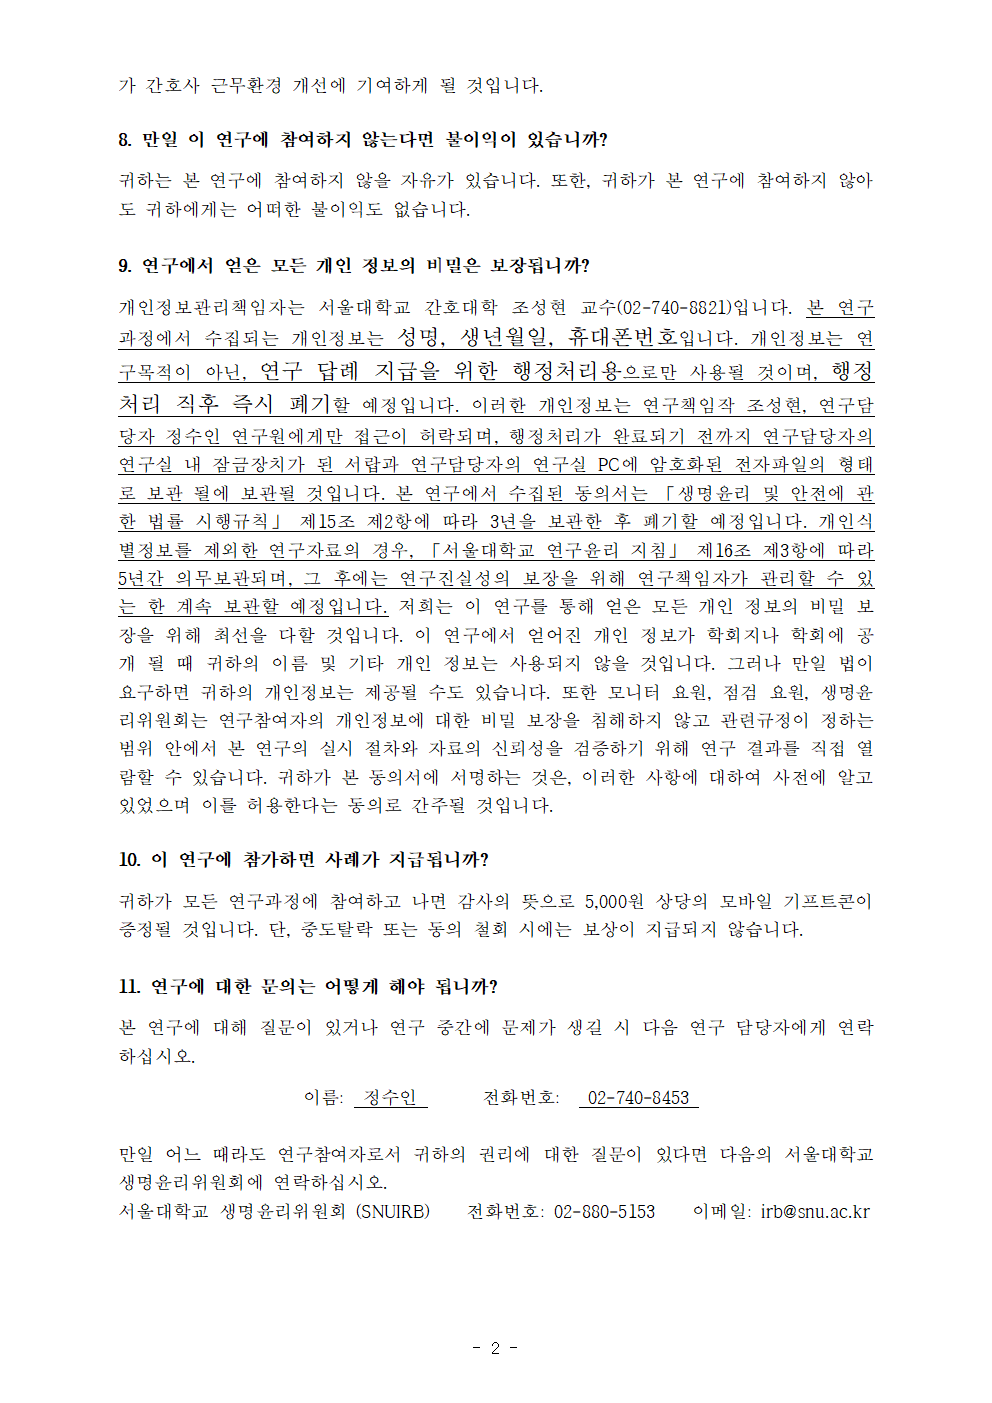 가 간호사 근무환경 개선에 기여하게 될 것입니다.
8. 만일 이 연구에 참여하지 않는다면 불이익이 있습니까?
귀하는 본 연구에 참여하지 않을 자유가 있습니다. 또한, 귀하가 본 연구에 참여하지 않아
도 귀하에게는 어떠한 불이익도 없습니다.
9. 연구에서 얻은 모든 개인 정보의 비밀은 보장됩니까?
개인정보관리책임자는 서울대학교 간호대학 조성현 교수(02-740-8821)입니다. 본 연구
과정에서 수집되는 개인정보는 성명, 생년월일, 휴대폰번호입니다. 개인정보는 연
구목적이 아닌, 연구 답례 지급을 위한 행정처리용으로만 사용될 것이며, 행정
처리 직후 즉시 폐기할 예정입니다. 이러한 개인정보는 연구책임작 조성현, 연구담
당자 정수인 연구원에게만 접근이 허락되며, 행정처리가 완료되기 전까지 연구담당자의
연구실 내 잠금장치가 된 서랍과 연구담당자의 연구실 PC에 암호화된 전자파일의 형태
로 보관 될에 보관될 것입니다. 본 연구에서 수집된 동의서는 「생명윤리 및 안전에 관
한 법률 시행규칙」 제15조 제2항에 따라 3년을 보관한 후 폐기할 예정입니다. 개인식
별정보를 제외한 연구자료의 경우, 「서울대학교 연구윤리 지침」 제16조 제3항에 따라
5년간 의무보관되며, 그 후에는 연구진실성의 보장을 위해 연구책임자가 관리할 수 있
는 한 계속 보관할 예정입니다. 저희는 이 연구를 통해 얻은 모든 개인 정보의 비밀 보
장을 위해 최선을 다할 것입니다. 이 연구에서 얻어진 개인 정보가 학회지나 학회에 공
개 될 때 귀하의 이름 및 기타 개인 정보는 사용되지 않을 것입니다. 그러나 만일 법이
요구하면 귀하의 개인정보는 제공될 수도 있습니다. 또한 모니터 요원, 점검 요원, 생명윤
리위원회는 연구참여자의 개인정보에 대한 비밀 보장을 침해하지 않고 관련규정이 정하는
범위 안에서 본 연구의 실시 절차와 자료의 신뢰성을 검증하기 위해 연구 결과를 직접 열
람할 수 있습니다. 귀하가 본 동의서에 서명하는 것은, 이러한 사항에 대하여 사전에 알고
있었으며 이를 허용한다는 동의로 간주될 것입니다.
10. 이 연구에 참가하면 사례가 지급됩니까?
귀하가 모든 연구과정에 참여하고 나면 감사의 뜻으로 5,000원 상당의 모바일 기프트콘이
증정될 것입니다. 단, 중도탈락 또는 동의 철회 시에는 보상이 지급되지 않습니다.
11. 연구에 대한 문의는 어떻게 해야 됩니까?
본 연구에 대해 질문이 있거나 연구 중간에 문제가 생길 시 다음 연구 담당자에게 연락
하십시오.
이름: 정수인 전화번호: 02-740-8453
만일 어느 때라도 연구참여자로서 귀하의 권리에 대한 질문이 있다면 다음의 서울대학교
생명윤리위원회에 연락하십시오.
서울대학교 생명윤리위원회 (SNUIRB) 전화번호: 02-880-5153 이메일: irb@snu.ac.kr
- 2 -